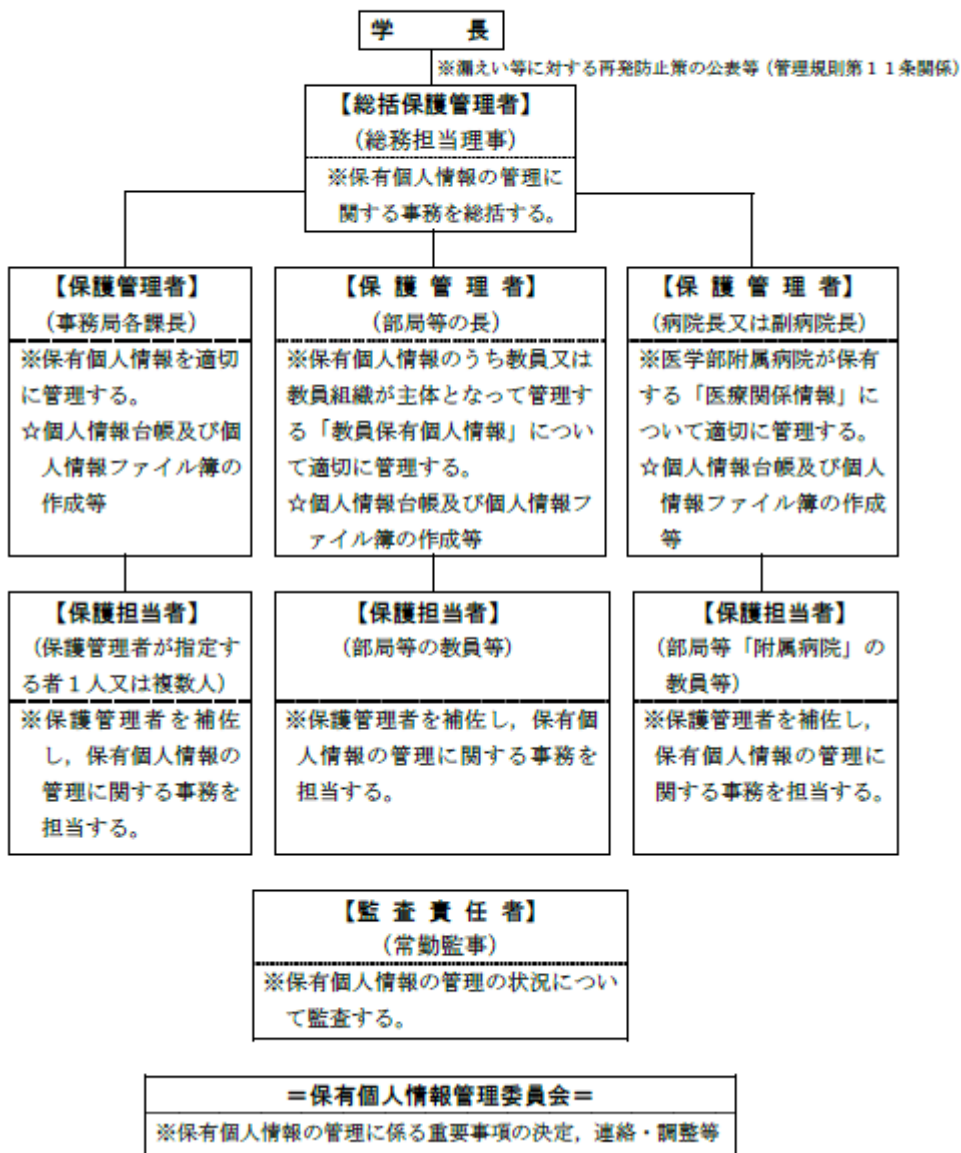 学　　長
※漏えい等に対する再発防止策の公表等（管理規則第１１条関係）
【総括保護管理者】
（総務担当理事）
※保有個人情報の管理に
関する事務を総括する。
【保護管理者】
（事務局各課長）
※保有個人情報を適切
に管理する。
☆個人情報台帳及び個
人情報ファイル簿の
作成等
【保 護 管 理 者】
（部局等の長）
※保有個人情報のうち教員又は
教員組織が主体となって管理す
る「教員保有個人情報」につい
て適切に管理する。
☆個人情報台帳及び個人情報フ
ァイル簿の作成等
【保 護 管 理 者】
（病院長又は副病院長）
※医学部附属病院が保有
する「医療関係情報」に
ついて適切に管理する。
☆個人情報台帳及び個人
情報ファイル簿の作成
等
【保護担当者】
（保護管理者が指定す
る者１人又は複数人）
※保護管理者を補佐
し，保有個人情報の
管理に関する事務を
担当する。
【保護担当者】
（部局等の教員等）
※保護管理者を補佐し，保有個
人情報の管理に関する事務を
担当する。
【保護担当者】
（部局等「附属病院」の
教員等）
※保護管理者を補佐し，
保有個人情報の管理に
関する事務を担当する。
【監 査 責 任 者】
（常勤監事）
※保有個人情報の管理の状況につい
て監査する。
＝保有個人情報管理委員会＝
※保有個人情報の管理に係る重要事項の決定，連絡・調整等